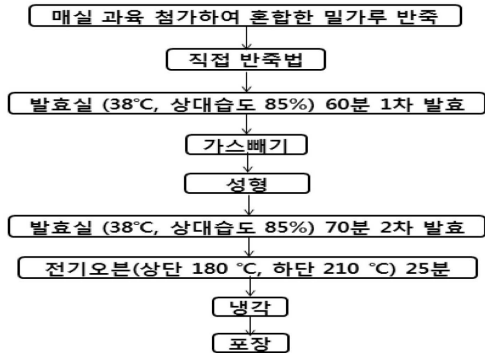 매실 과육 첨가하여 혼합한 밀가루 반죽
직접 반죽법
발효실 (38℃, 상대습도 85%) 60분 1차 발효
가스빼기
성형
발효실 (38℃, 상대습도 85%) 70분 2차 발효
전기오븐(상단 180 ℃, 하단 210 ℃) 25분
냉각
포장